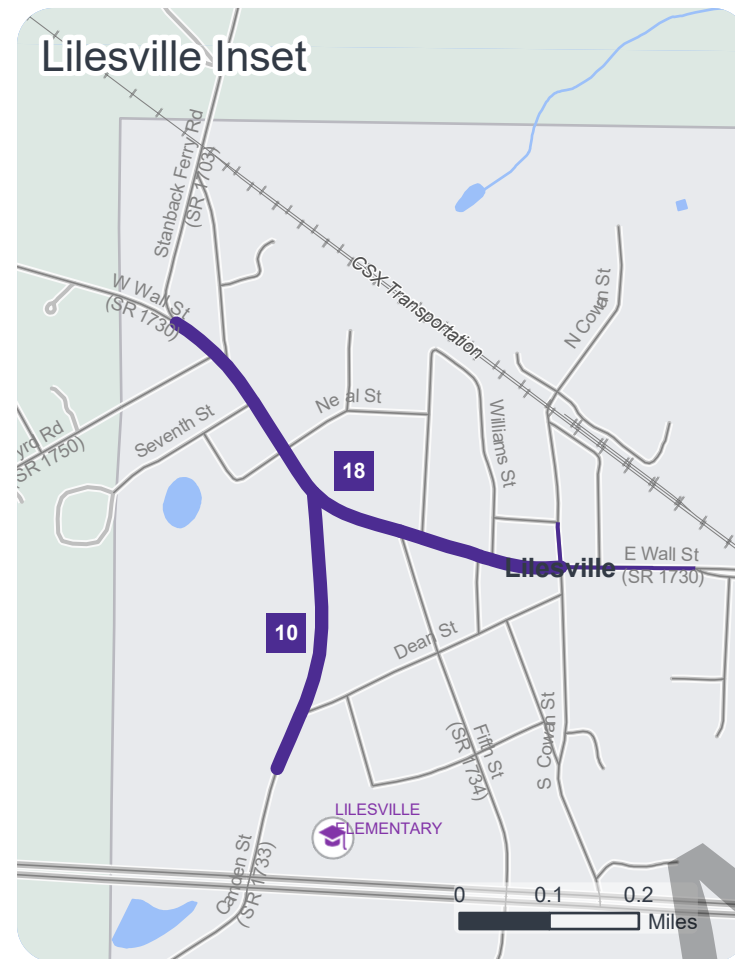 Lilesville Inset
Stanback Ferry Rd
(SR 1703)
W Wall St
(SR 1730)
CSX Transportation
N Cowan St
Neal St
Williams St
Seventh St
yrd Rd
SR 1750)
18
E Wall St
Lilesville
(SR 1730)
10
Dean St
Fifth St
(SR 1734)
S Cowan St
LILESVILLE
ELEMENTARY
Camden St
(SR 1733)
0 0.1 0.2
Miles